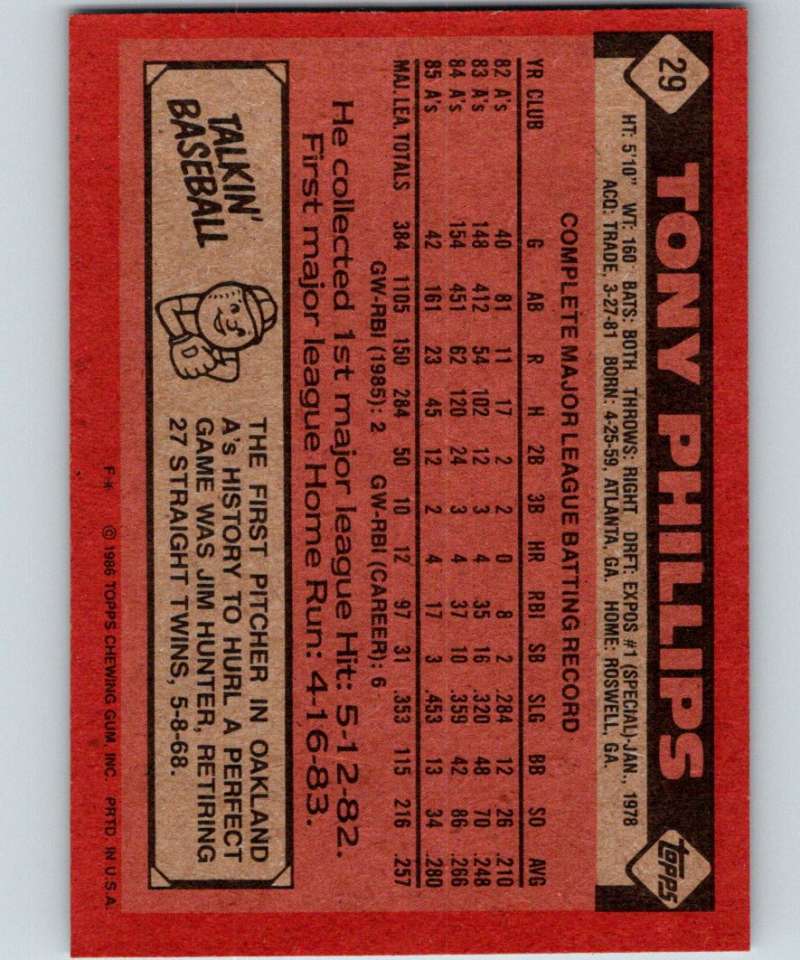 29
TONY PHILLIPS
topps
HT: 5'10" WT: 160 BATS: BOTH THROWS: RIGHT DRFT: EXPOS #1 (SPECIAL)-JAN., 1978
ACQ: TRADE, 3-27-81 BORN: 4-25-59, ATLANTA, GA. HOME: ROSWELL, GA.
COMPLETE MAJOR LEAGUE BATTING RECORD
YR CLUB G AB R H 2B 3B HR RBI SB SLG BB SO AVG
82 A's 40 81 11 17 2 2 0 8 2 .284 12 26 .210
83 A's 148 412 54 102 12 3 4 35 16 .320 48 70 .248
84 A's 154 451 62 120 24 3 4 37 10 .359 42 86 .266
85 A's 42 161 23 45 12 2 4 17 3 .453 13 34 .280
MAJ. LEA. TOTALS 384 1105 150 284 50 10 12 97 31 .353 115 216 .257
GW-RBI (1985): 2 GW-RBI (CAREER): 6
He collected 1st major league Hit: 5-12-82.
First major league Home Run: 4-16-83.
TALKIN'
BASEBALL
THE FIRST PITCHER IN OAKLAND
A's HISTORY TO HURL A PERFECT
GAME WAS JIM HUNTER, RETIRING
27 STRAIGHT TWINS, 5-8-68.
F* © 1986 TOPPS CHEWING GUM, INC. PRTD. IN U.S.A.